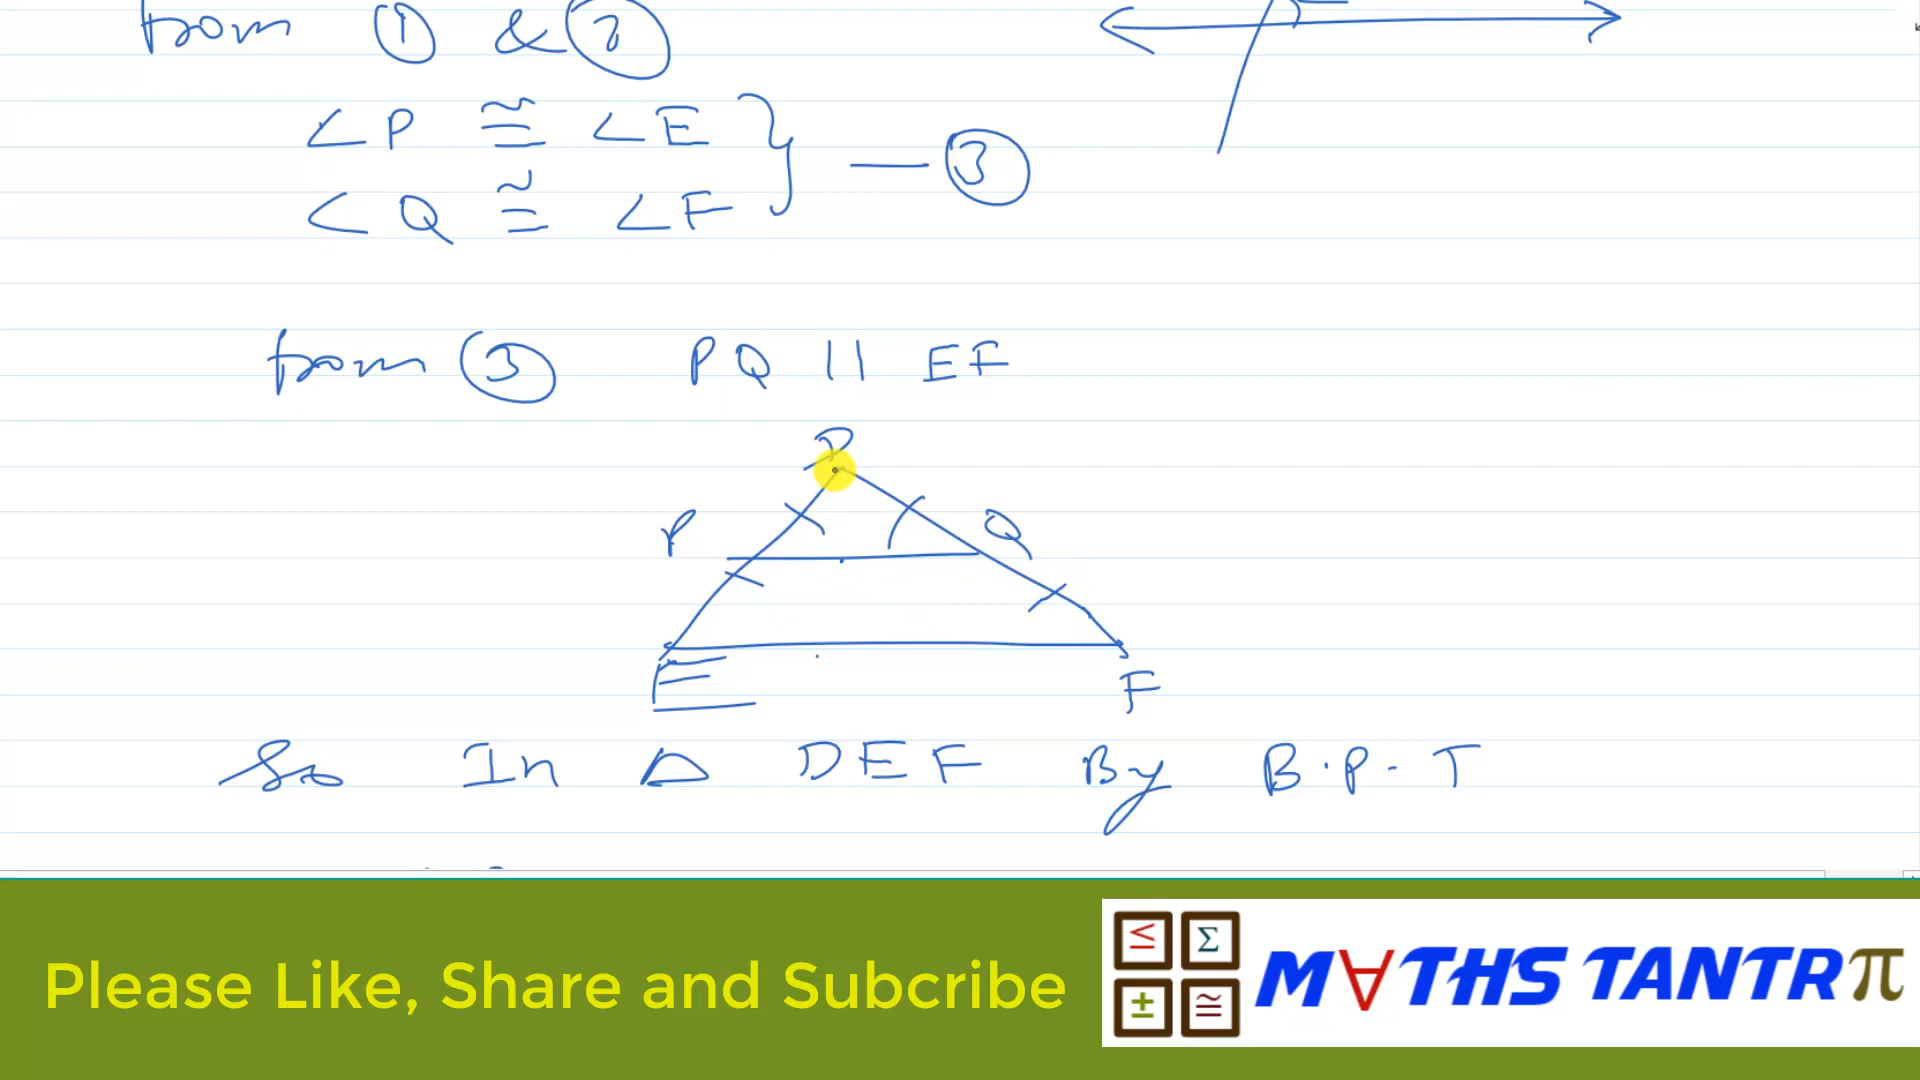 from ① & ②
∠P ≅ ∠E
∠Q ≅ ∠F } — ③
from ③ PQ || EF
D
P Q
E F
So In Δ DEF By B.P.T
Please Like, Share and Subcribe
≤ Σ
± ≅
M∀THS TANTRπ